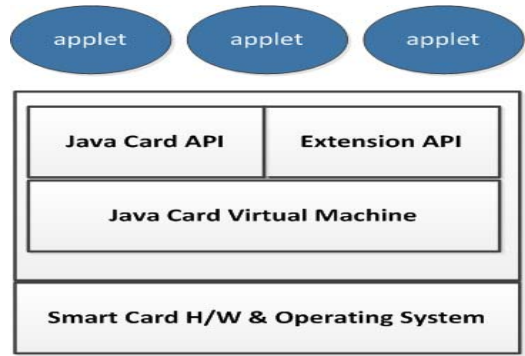 applet applet applet
Java Card API Extension API
Java Card Virtual Machine
Smart Card H/W & Operating System